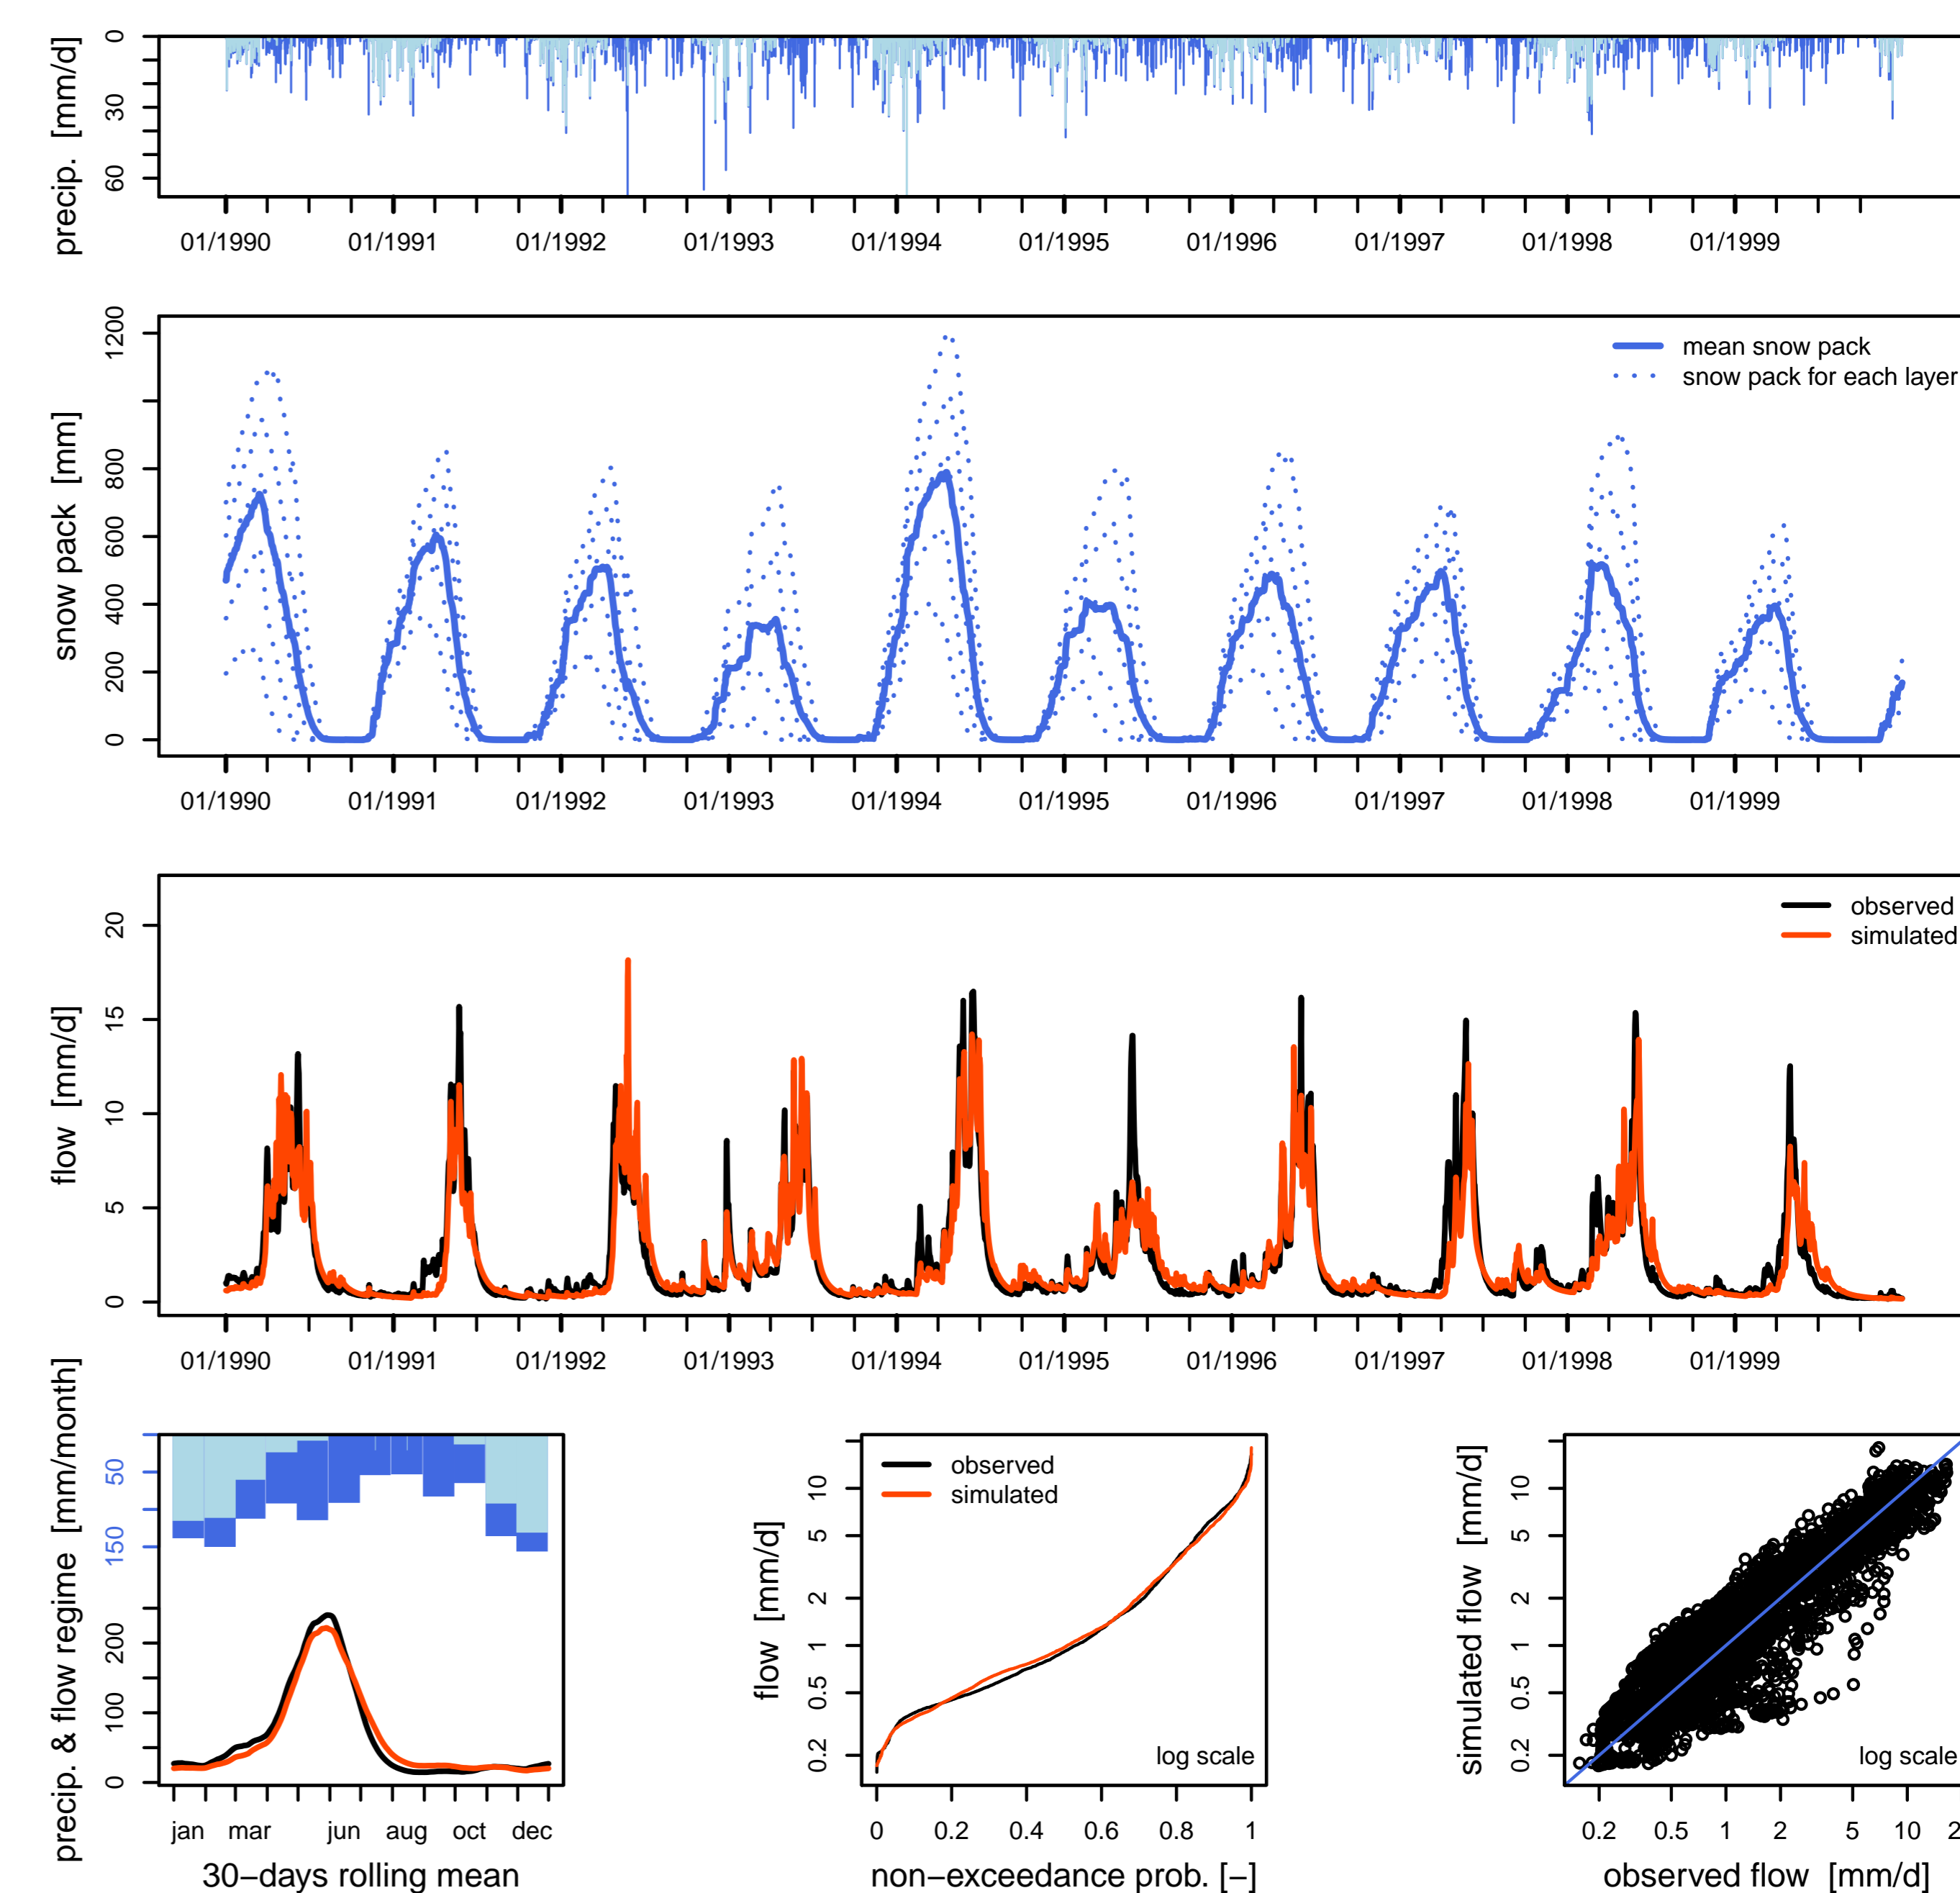 precip. [mm/d]
0
30
60
01/1990 01/1991 01/1992 01/1993 01/1994 01/1995 01/1996 01/1997 01/1998 01/1999
snow pack [mm]
0 200 400 600 800 1200
mean snow pack
snow pack for each layer
01/1990 01/1991 01/1992 01/1993 01/1994 01/1995 01/1996 01/1997 01/1998 01/1999
flow [mm/d]
0 5 10 15 20
observed
simulated
01/1990 01/1991 01/1992 01/1993 01/1994 01/1995 01/1996 01/1997 01/1998 01/1999
precip. & flow regime [mm/month]
50
150
0 100 200
jan mar jun aug oct dec
30−days rolling mean
flow [mm/d]
0.2 0.5 1 2 5 10
observed
simulated
log scale
0 0.2 0.4 0.6 0.8 1
non−exceedance prob. [−]
simulated flow [mm/d]
0.2 0.5 1 2 5 10
log scale
0.2 0.5 1 2 5 10
observed flow [mm/d]